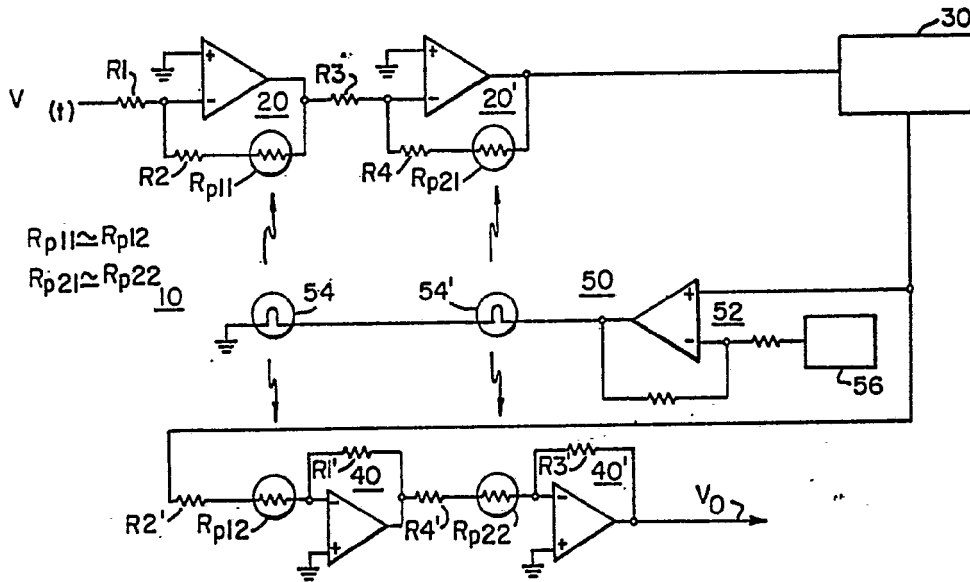 30
R1
R3
V (t)
20
20'
R2
Rp11
R4
Rp21
Rp11≃Rp12
Rp21≃Rp22
10
54
54'
50
52
56
R1'
40
R3'
40'
R2'
Rp12
R4'
Rp22
VO